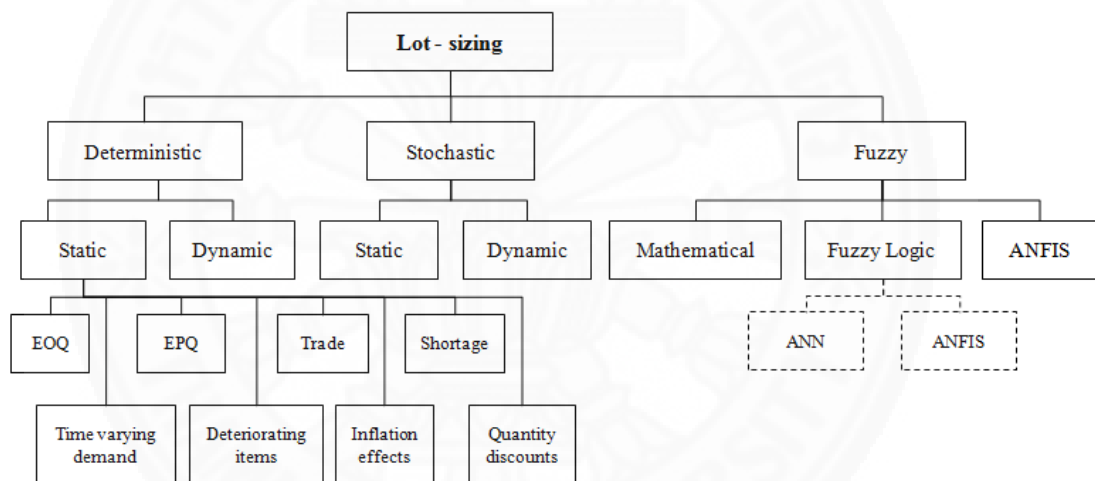 Lot - sizing
Deterministic
Stochastic
Fuzzy
Static
Dynamic
Static
Dynamic
Mathematical
Fuzzy Logic
ANFIS
EOQ
EPQ
Trade
Shortage
ANN
ANFIS
Time varying
demand
Deteriorating
items
Inflation
effects
Quantity
discounts